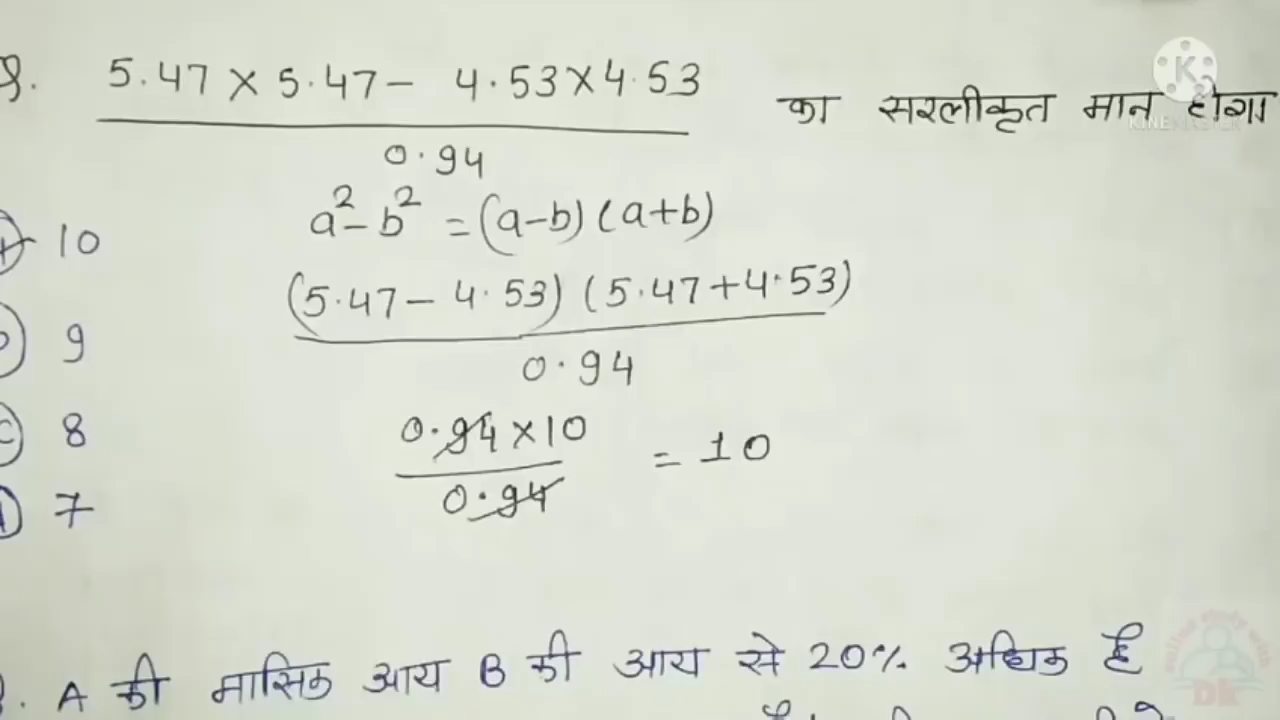 5.47 × 5.47 - 4.53 × 4.53 का सरलीकृत मान होगा
0.94
a² - b² = (a-b) (a+b)
10
(5.47 - 4.53) (5.47 + 4.53)
0.94
9
0.94 × 10 = 10
0.94
8
7
A की मासिक आय B की आय से 20% अधिक है